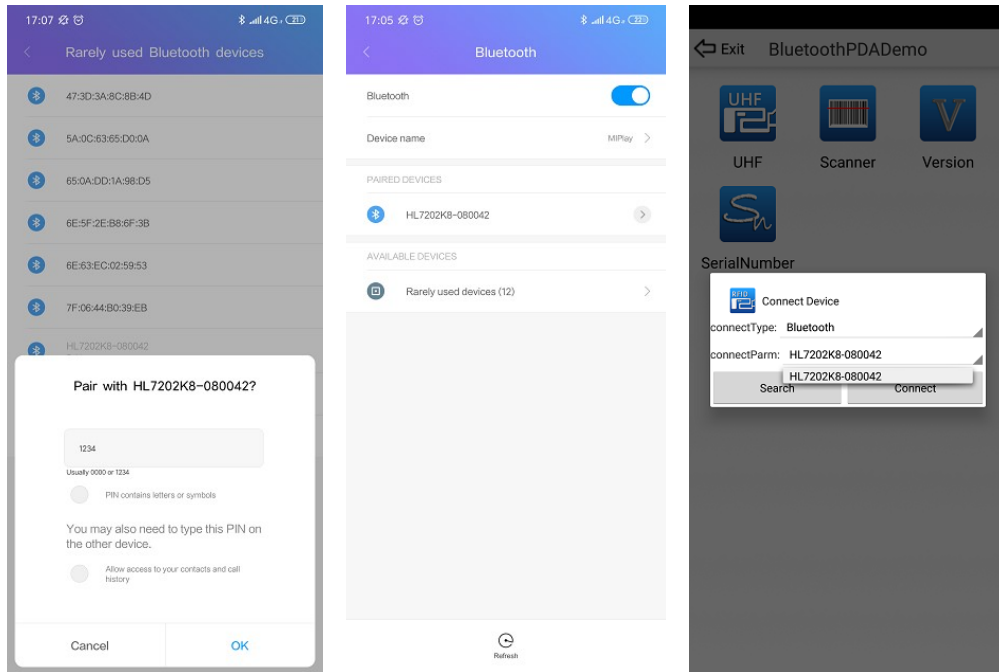 17:07
4G 21
Rarely used Bluetooth devices
47:3D:3A:8C:8B:4D
5A:0C:63:65:D0:0A
65:0A:DD:1A:98:D5
6E:5F:2E:B8:6F:3B
6E:63:EC:02:59:53
7F:06:44:B0:39:EB
HL7202K8-080042
Pair with HL7202K8-080042?
1234
Usually 0000 or 1234
PIN contains letters or symbols
You may also need to type this PIN on
the other device.
Allow access to your contacts and call
history
Cancel OK
17:05
4G 22
Bluetooth
Bluetooth
Device name MIPlay
PAIRED DEVICES
HL7202K8-080042
AVAILABLE DEVICES
Rarely used devices (12)
Refresh
Exit BluetoothPDADemo
UHF
UHF Scanner Version
V
Sn
SerialNumber
RFID
Connect Device
connectType: Bluetooth
connectParm: HL7202K8-080042
HL7202K8-080042
Search Connect